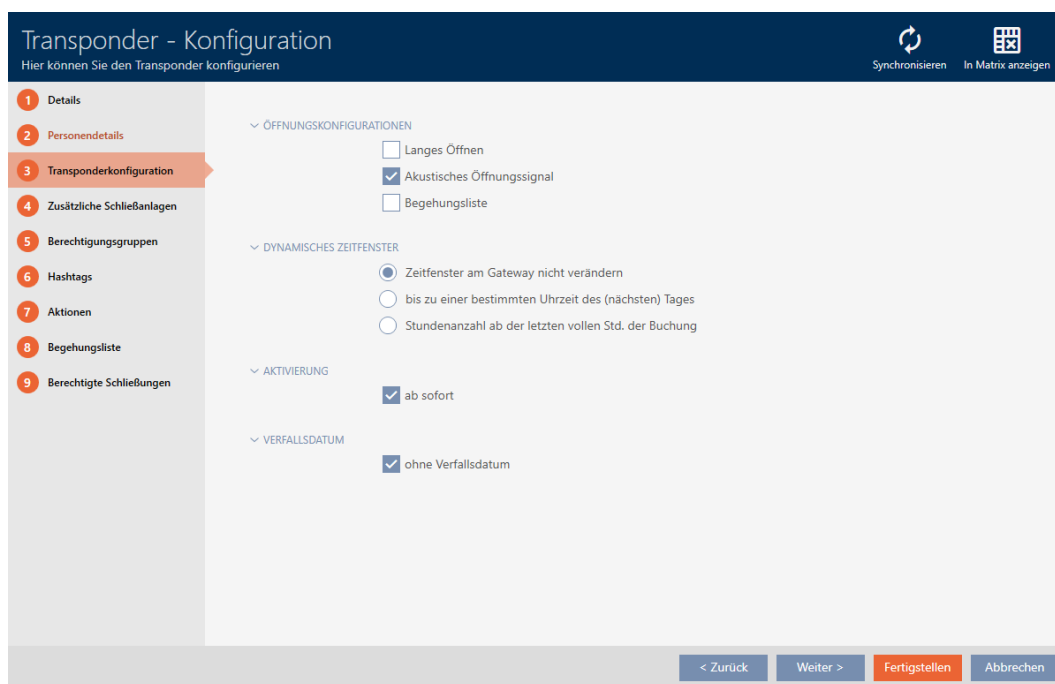 Transponder - Konfiguration
Hier können Sie den Transponder konfigurieren
Synchronisieren
In Matrix anzeigen
1 Details
2 Personendetails
3 Transponderkonfiguration
4 Zusätzliche Schließanlagen
5 Berechtigungsgruppen
6 Hashtags
7 Aktionen
8 Begehungsliste
9 Berechtigte Schließungen
ÖFFNUNGSKONFIGURATIONEN
Langes Öffnen
Akustisches Öffnungssignal
Begehungsliste
DYNAMISCHES ZEITFENSTER
Zeitfenster am Gateway nicht verändern
bis zu einer bestimmten Uhrzeit des (nächsten) Tages
Stundenanzahl ab der letzten vollen Std. der Buchung
AKTIVIERUNG
ab sofort
VERFALLSDATUM
ohne Verfallsdatum
< Zurück
Weiter >
Fertigstellen
Abbrechen